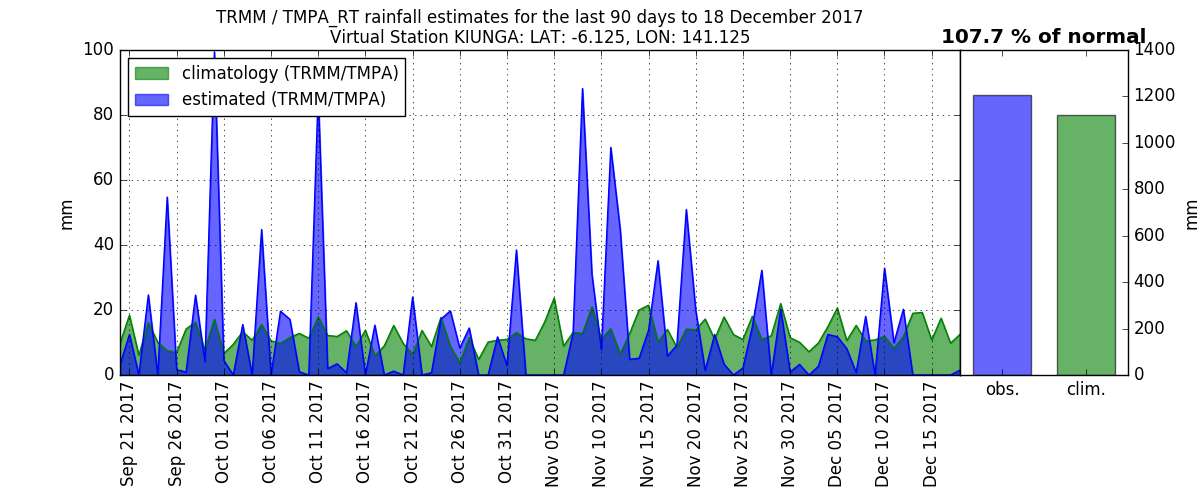 TRMM / TMPA_RT rainfall estimates for the last 90 days to 18 December 2017
Virtual Station KIUNGA: LAT: -6.125, LON: 141.125
107.7 % of normal
climatology (TRMM/TMPA)
estimated (TRMM/TMPA)
mm
100
80
60
40
20
0
Sep 21 2017
Sep 26 2017
Oct 01 2017
Oct 06 2017
Oct 11 2017
Oct 16 2017
Oct 21 2017
Oct 26 2017
Oct 31 2017
Nov 05 2017
Nov 10 2017
Nov 15 2017
Nov 20 2017
Nov 25 2017
Nov 30 2017
Dec 05 2017
Dec 10 2017
Dec 15 2017
obs.
clim.
1400
1200
1000
800
600
400
200
0
mm